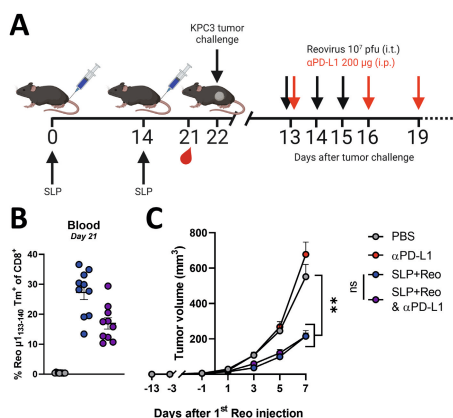 A
KPC3 tumor
challenge
Reovirus 10⁷ pfu (i.t.)
αPD-L1 200 μg (i.p.)
0
14
21
22
13
14
15
16
19
SLP
SLP
Days after tumor challenge
B
Blood
Day 21
% Reo μ1₁₃₃₋₁₄₀ Tm⁺ of CD8⁺
40
30
20
10
0
C
Tumor volume (mm³)
800
600
400
200
-13
-3
-1
1
3
5
7
Days after 1ˢᵗ Reo injection
**
ns
PBS
αPD-L1
SLP+Reo
SLP+Reo
& αPD-L1